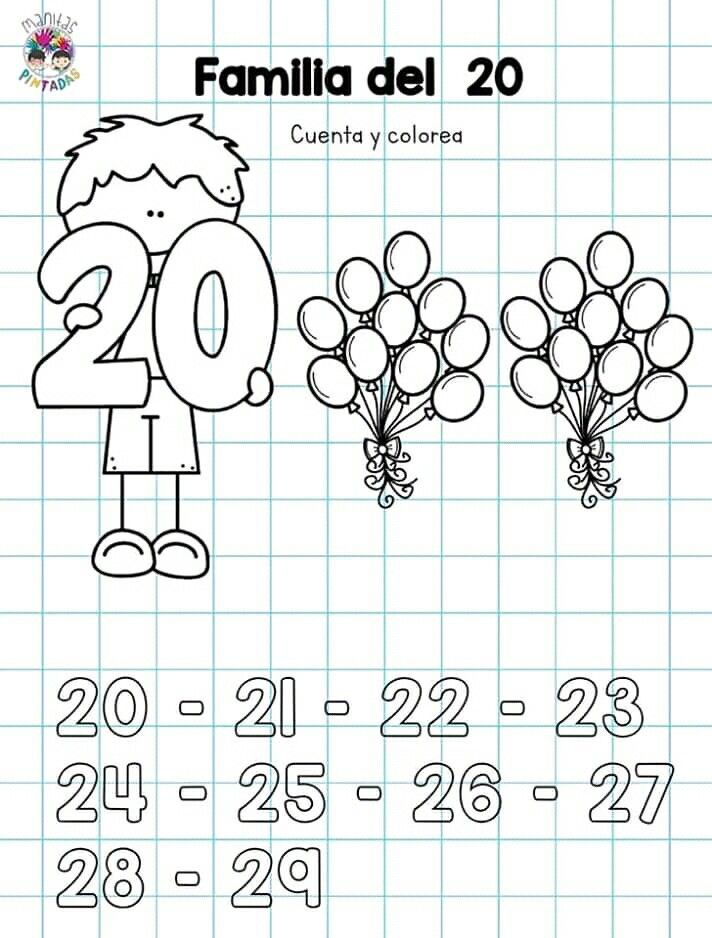 manitas
PINTADAS
Familia del 20
Cuenta y colorea
20
20 - 21 - 22 - 23
24 - 25 - 26 - 27
28 - 29